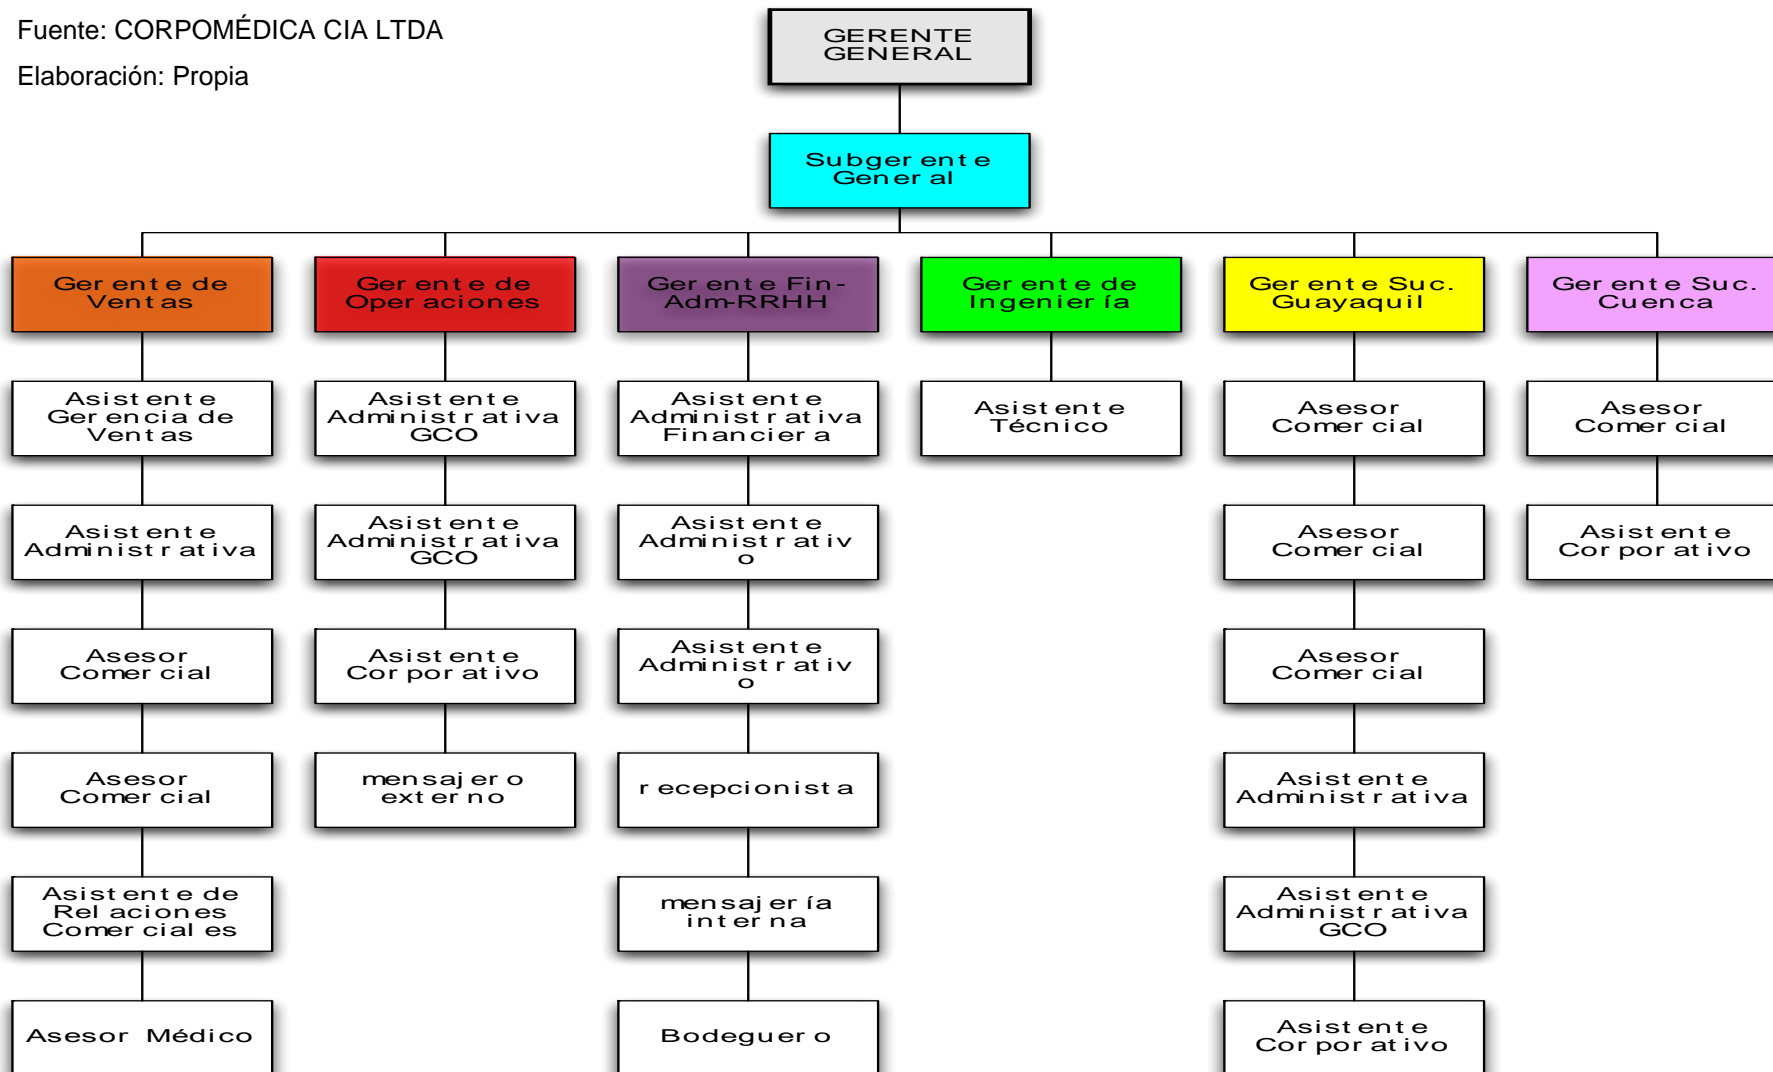 Fuente: CORPOMÉDICA CIA LTDA
Elaboración: Propia
GERENTE
GENERAL
Subgerente
General
Gerente de
Ventas
Gerente de
Operaciones
Gerente Fin-
Adm-RRHH
Gerente de
Ingeniería
Gerente Suc.
Guayaquil
Gerente Suc.
Cuenca
Asistente
Gerencia de
Ventas
Asistente
Administrativa
GCO
Asistente
Administrativa
Financiera
Asistente
Técnico
Asesor
Comercial
Asesor
Comercial
Asistente
Administrativa
Asistente
Administrativa
GCO
Asistente
Administrativ
o
Asesor
Comercial
Asistente
Corporativo
Asesor
Comercial
Asistente
Corporativo
Asistente
Administrativ
o
Asesor
Comercial
Asesor
Comercial
mensajero
externo
recepcionista
Asistente
Administrativa
Asistente de
Relaciones
Comerciales
mensajería
interna
Asistente
Administrativa
GCO
Asesor Médico
Bodeguero
Asistente
Corporativo